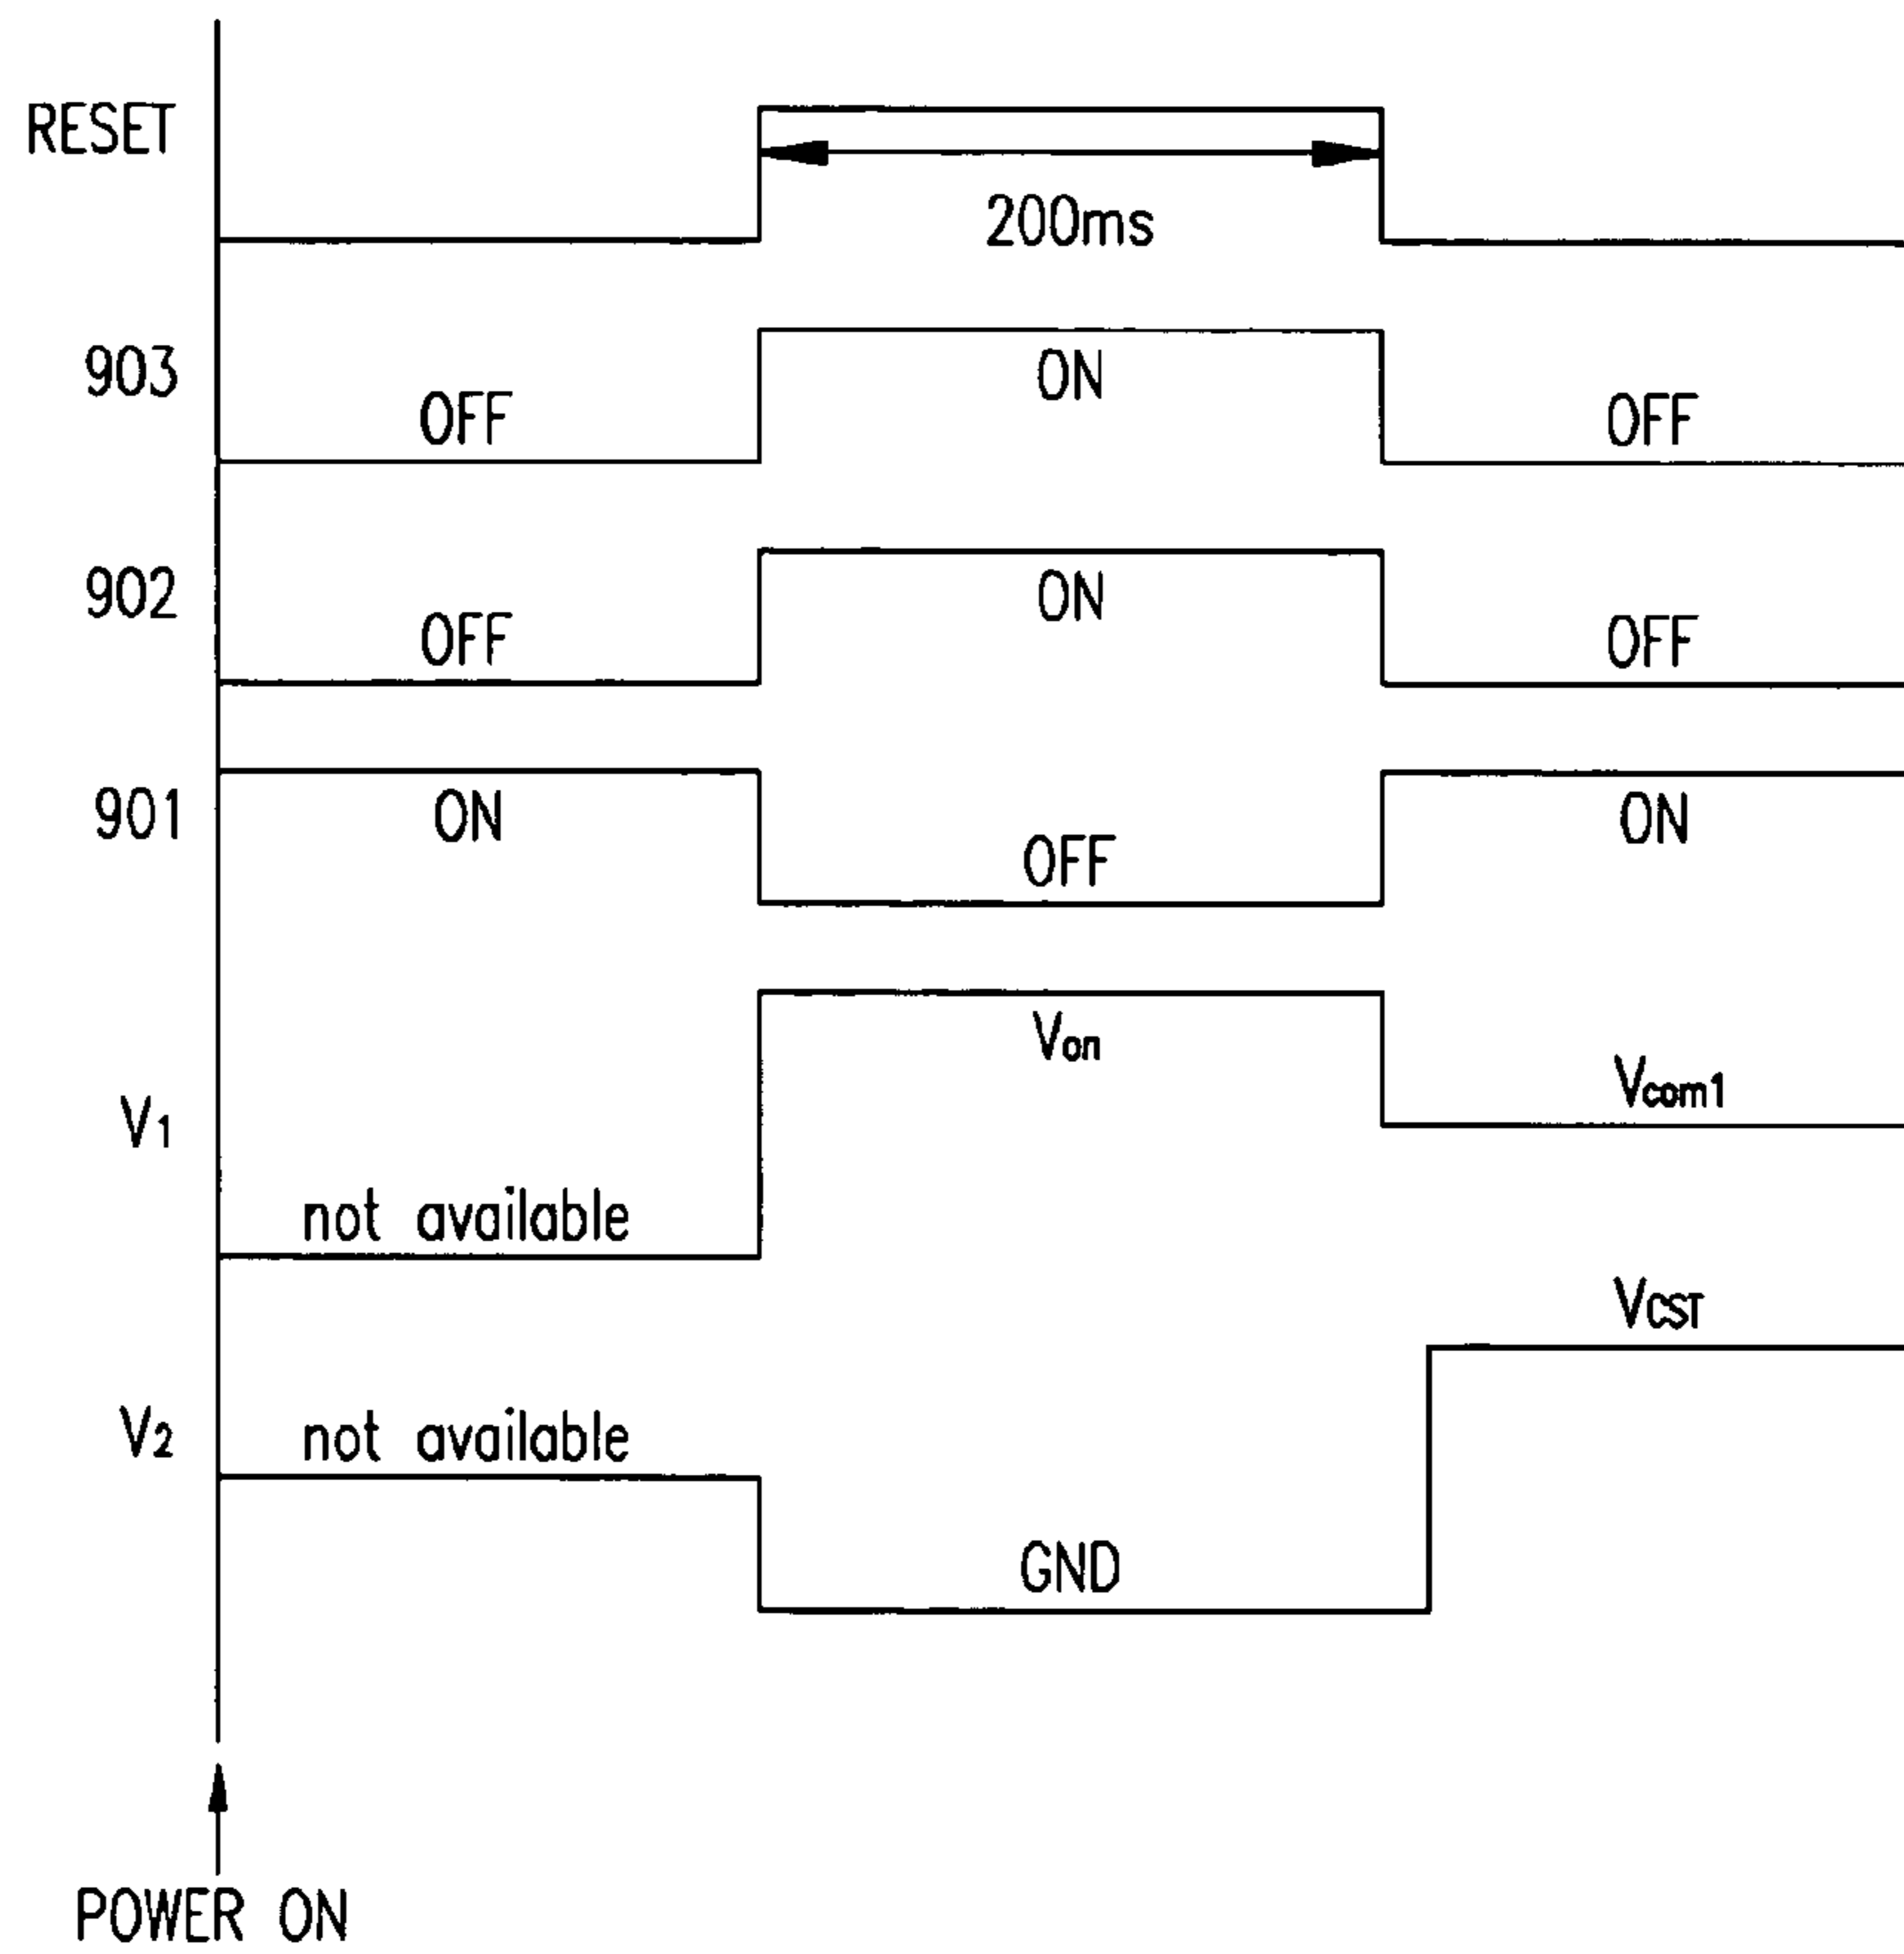 RESET
200ms
903
OFF
ON
OFF
902
OFF
ON
OFF
901
ON
OFF
ON
V1
not available
Von
Vcom1
V2
not available
GND
VCST
POWER ON